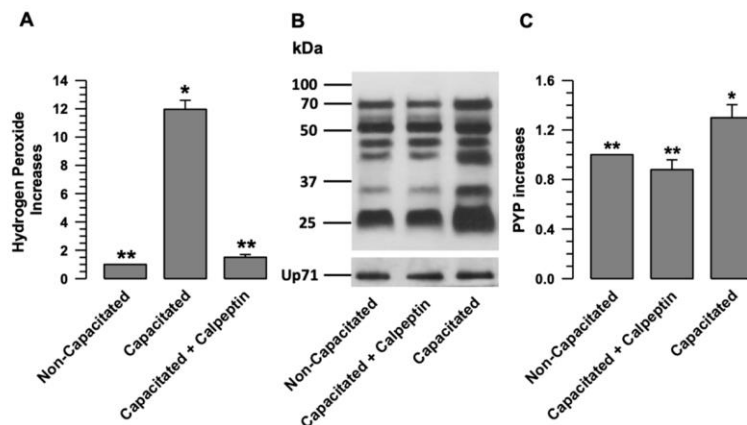 A
Hydrogen Peroxide
Increases
14
12
10
8
6
4
2
0
**
*
**
Non-Capacitated
Capacitated
Capacitated + Calpeptin
B
kDa
100
70
50
37
25
Up71
Non-Capacitated
Capacitated + Calpeptin
Capacitated
C
PYP increases
1.6
1.2
0.8
0.4
0.0
**
**
*
Non-Capacitated
Capacitated + Calpeptin
Capacitated